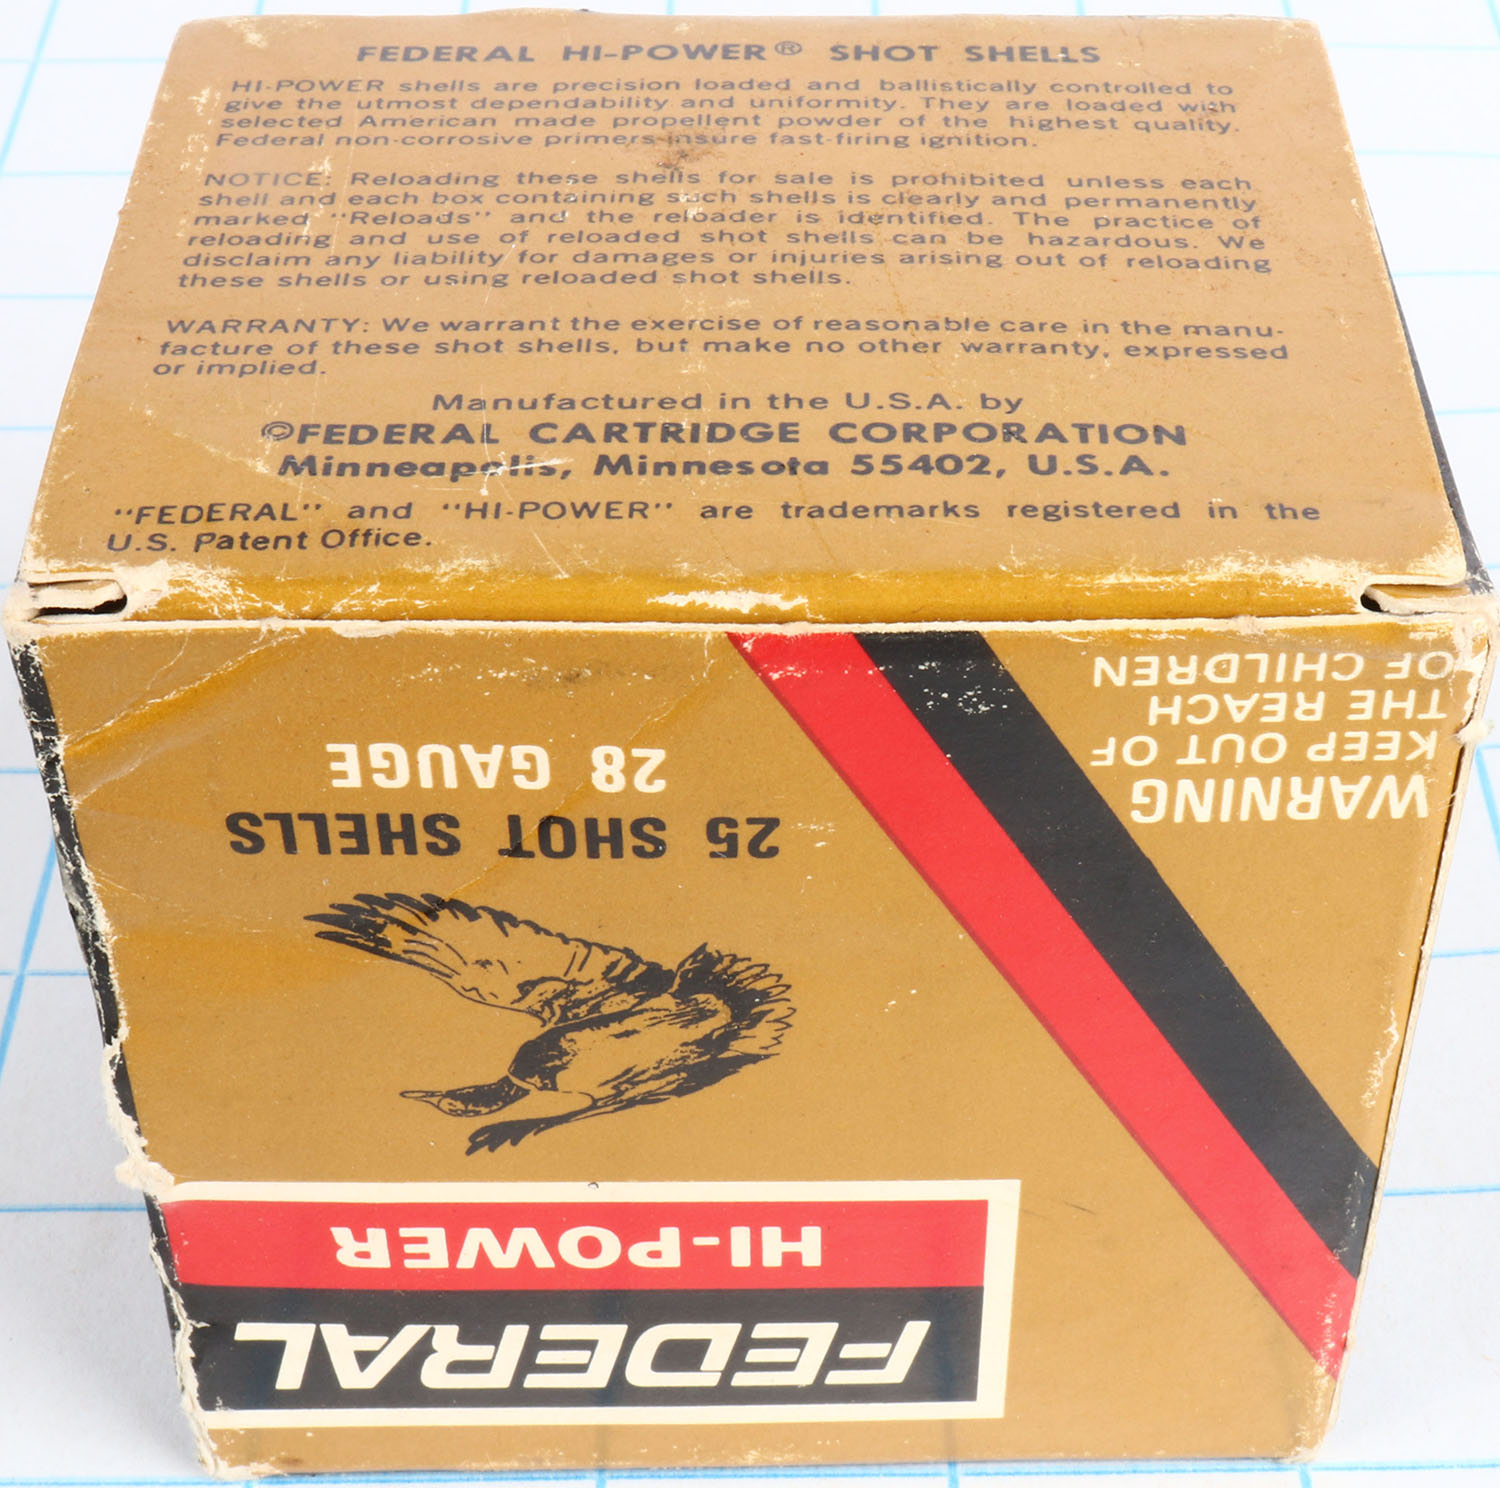 FEDERAL HI-POWER® SHOT SHELLS
HI-POWER shells are precision loaded and ballistically controlled to
give the utmost dependability and uniformity. They are loaded with
selected American made propellent powder of the highest quality.
Federal non-corrosive primers insure fast-firing ignition.
NOTICE: Reloading these shells for sale is prohibited unless each
shell and each box containing such shells is clearly and permanently
marked "Reloads" and the reloader is identified. The practice of
reloading and use of reloaded shot shells can be hazardous. We
disclaim any liability for damages or injuries arising out of reloading
these shells or using reloaded shot shells.
WARRANTY: We warrant the exercise of reasonable care in the manu-
facture of these shot shells, but make no other warranty, expressed
or implied.
Manufactured in the U.S.A. by
©FEDERAL CARTRIDGE CORPORATION
Minneapolis, Minnesota 55402, U.S.A.
"FEDERAL" and "HI-POWER" are trademarks registered in the
U.S. Patent Office.
FEDERAL
HI-POWER
25 SHOT SHELLS
28 GAUGE
WARNING
KEEP OUT OF
THE REACH
OF CHILDREN